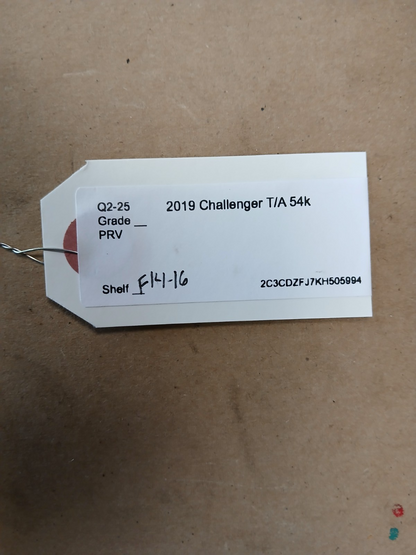 Q2-25 2019 Challenger T/A 54k
Grade __
PRV
Shelf F14-16 2C3CDZFJ7KH505994